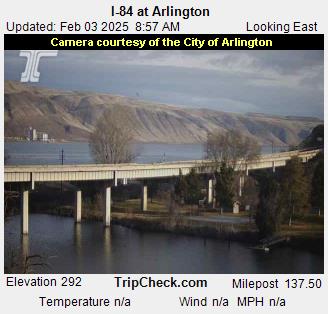 I-84 at Arlington
Updated: Feb 03 2025 8:57 AM Looking East
Camera courtesy of the City of Arlington
Elevation 292 TripCheck.com Milepost 137.50
Temperature n/a Wind n/a MPH n/a